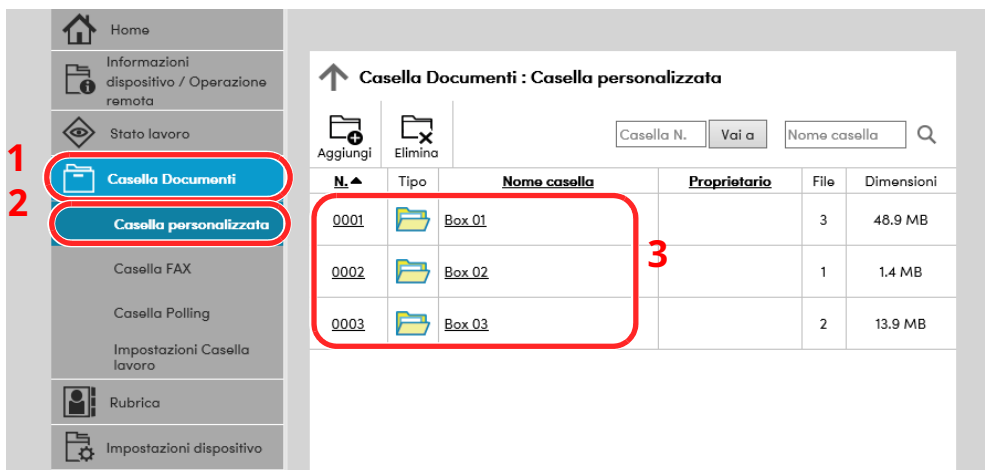 Home
Informazioni
dispositivo / Operazione
remota
Stato lavoro
1
Casella Documenti
2
Casella personalizzata
Casella FAX
Casella Polling
Impostazioni Casella
lavoro
Rubrica
Impostazioni dispositivo
Casella Documenti : Casella personalizzata
Aggiungi Elimina
Casella N. Vai a Nome casella
N. Tipo Nome casella Proprietario File Dimensioni
0001 Box 01 3 48.9 MB
3
0002 Box 02 1 1.4 MB
0003 Box 03 2 13.9 MB